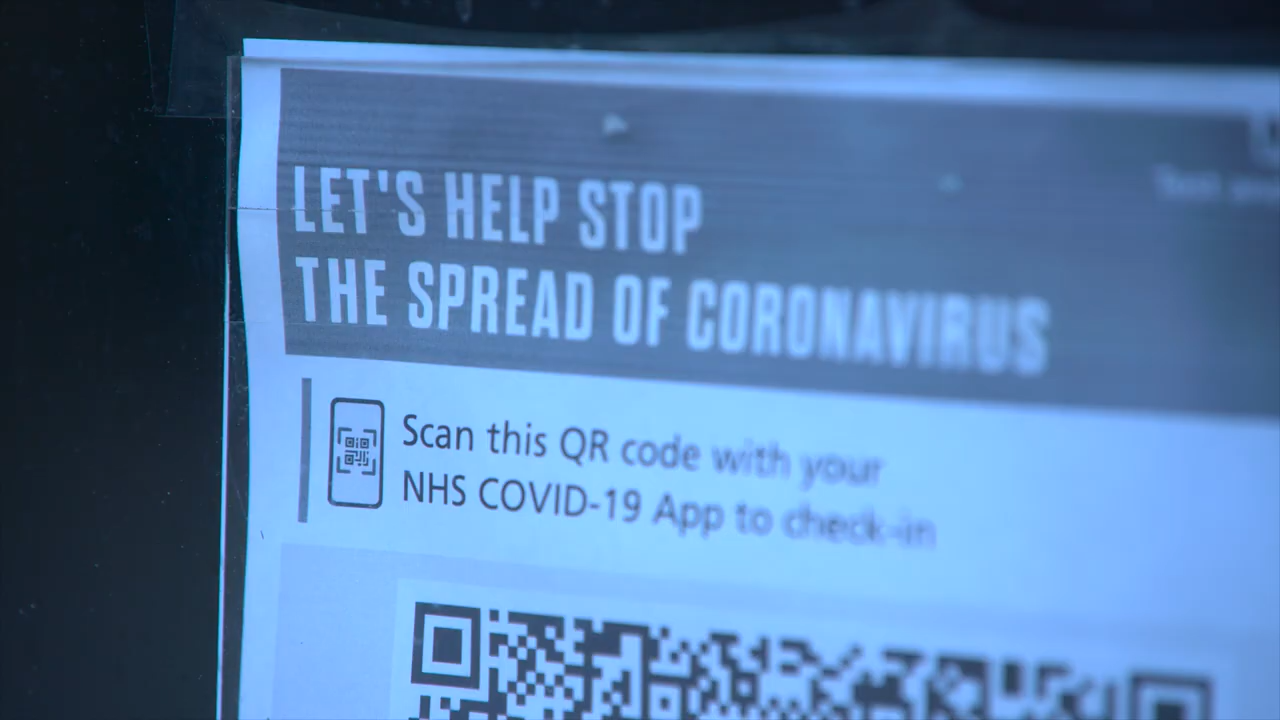 LET'S HELP STOP
THE SPREAD OF CORONAVIRUS
Scan this QR code with your
NHS COVID-19 App to check-in